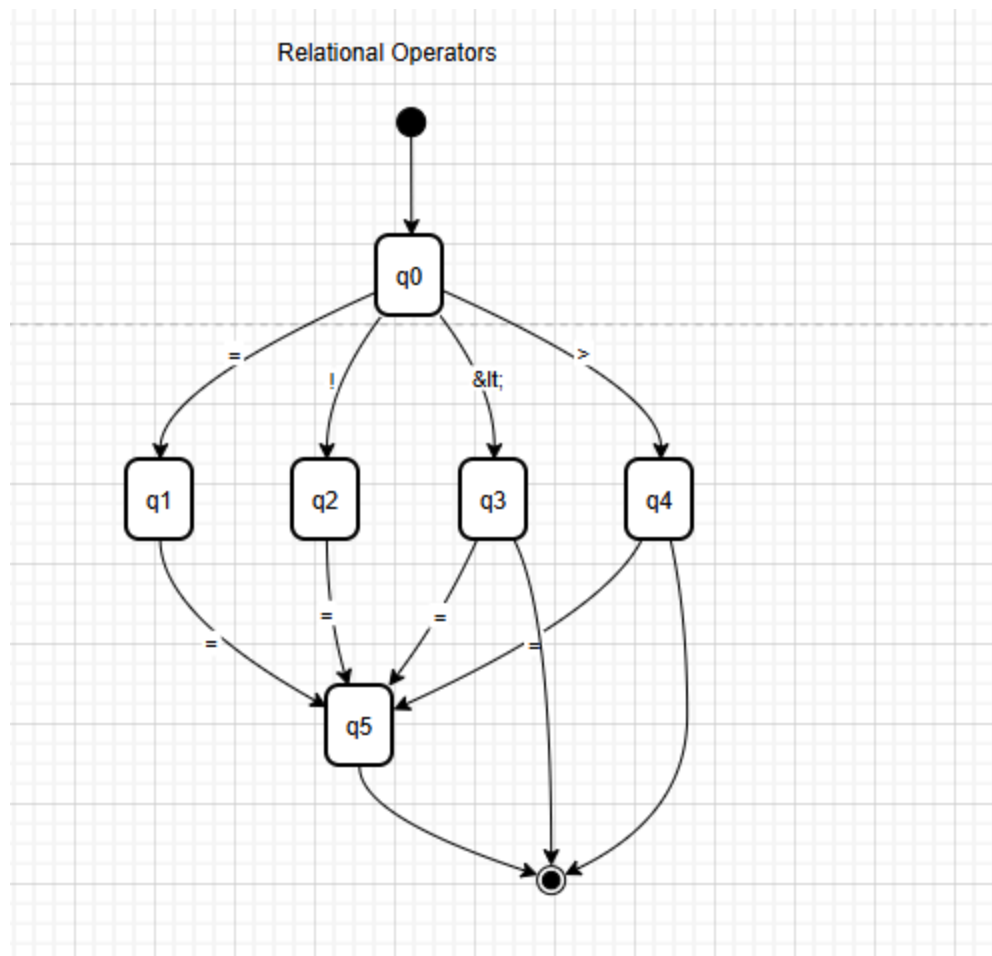 Relational Operators
q0
=
!
&lt;
>
q1
q2
q3
q4
=
=
=
=
q5